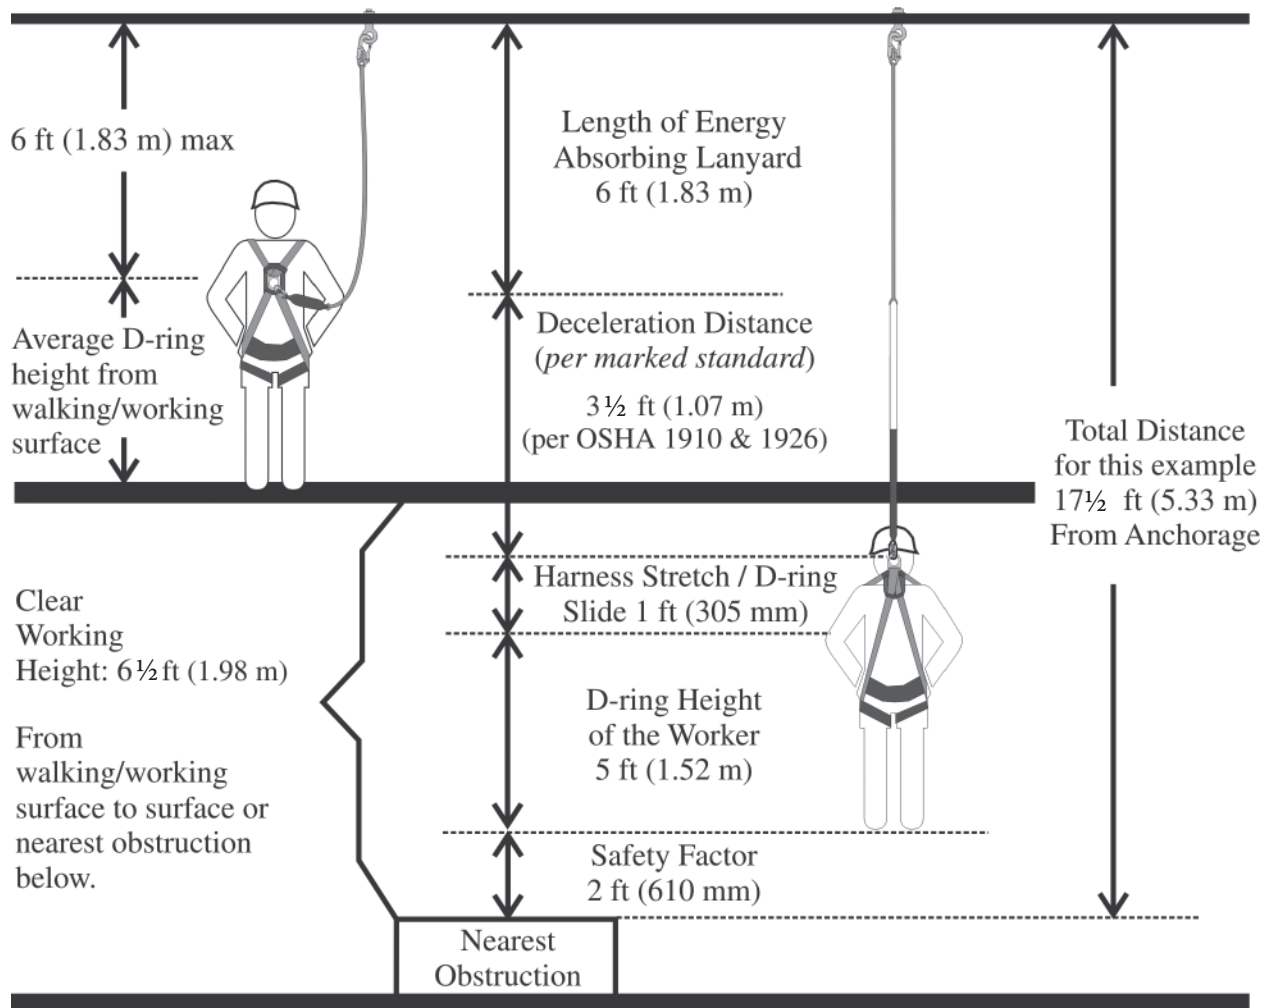 6 ft (1.83 m) max
Average D-ring
height from
walking/working
surface
Length of Energy
Absorbing Lanyard
6 ft (1.83 m)
Deceleration Distance
(per marked standard)
3½ ft (1.07 m)
(per OSHA 1910 & 1926)
Total Distance
for this example
17½ ft (5.33 m)
From Anchorage
Harness Stretch / D-ring
Slide 1 ft (305 mm)
Clear
Working
Height: 6½ft (1.98 m)
From
walking/working
surface to surface or
nearest obstruction
below.
D-ring Height
of the Worker
5 ft (1.52 m)
Safety Factor
2 ft (610 mm)
Nearest
Obstruction